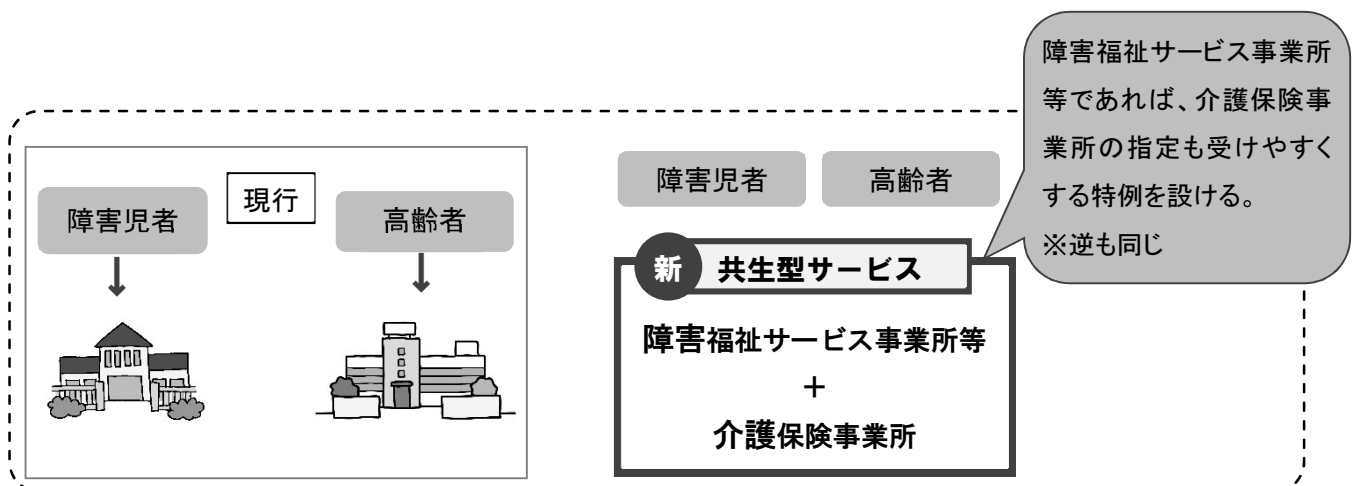 現行
障害児者
高齢者
障害児者
高齢者
新 共生型サービス
障害福祉サービス事業所等
+
介護保険事業所
障害福祉サービス事業所
等であれば、介護保険事
業所の指定も受けやすく
する特例を設ける。
※逆も同じ